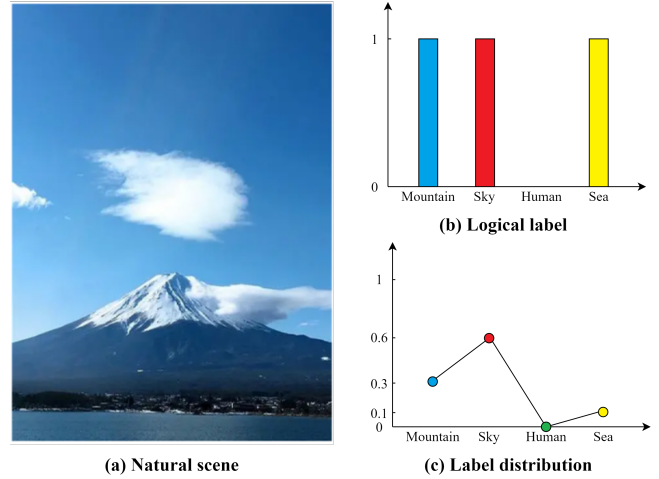 (a) Natural scene
1
0
Mountain Sky Human Sea
(b) Logical label
1
0.6
0.3
0.1
0
Mountain Sky Human Sea
(c) Label distribution